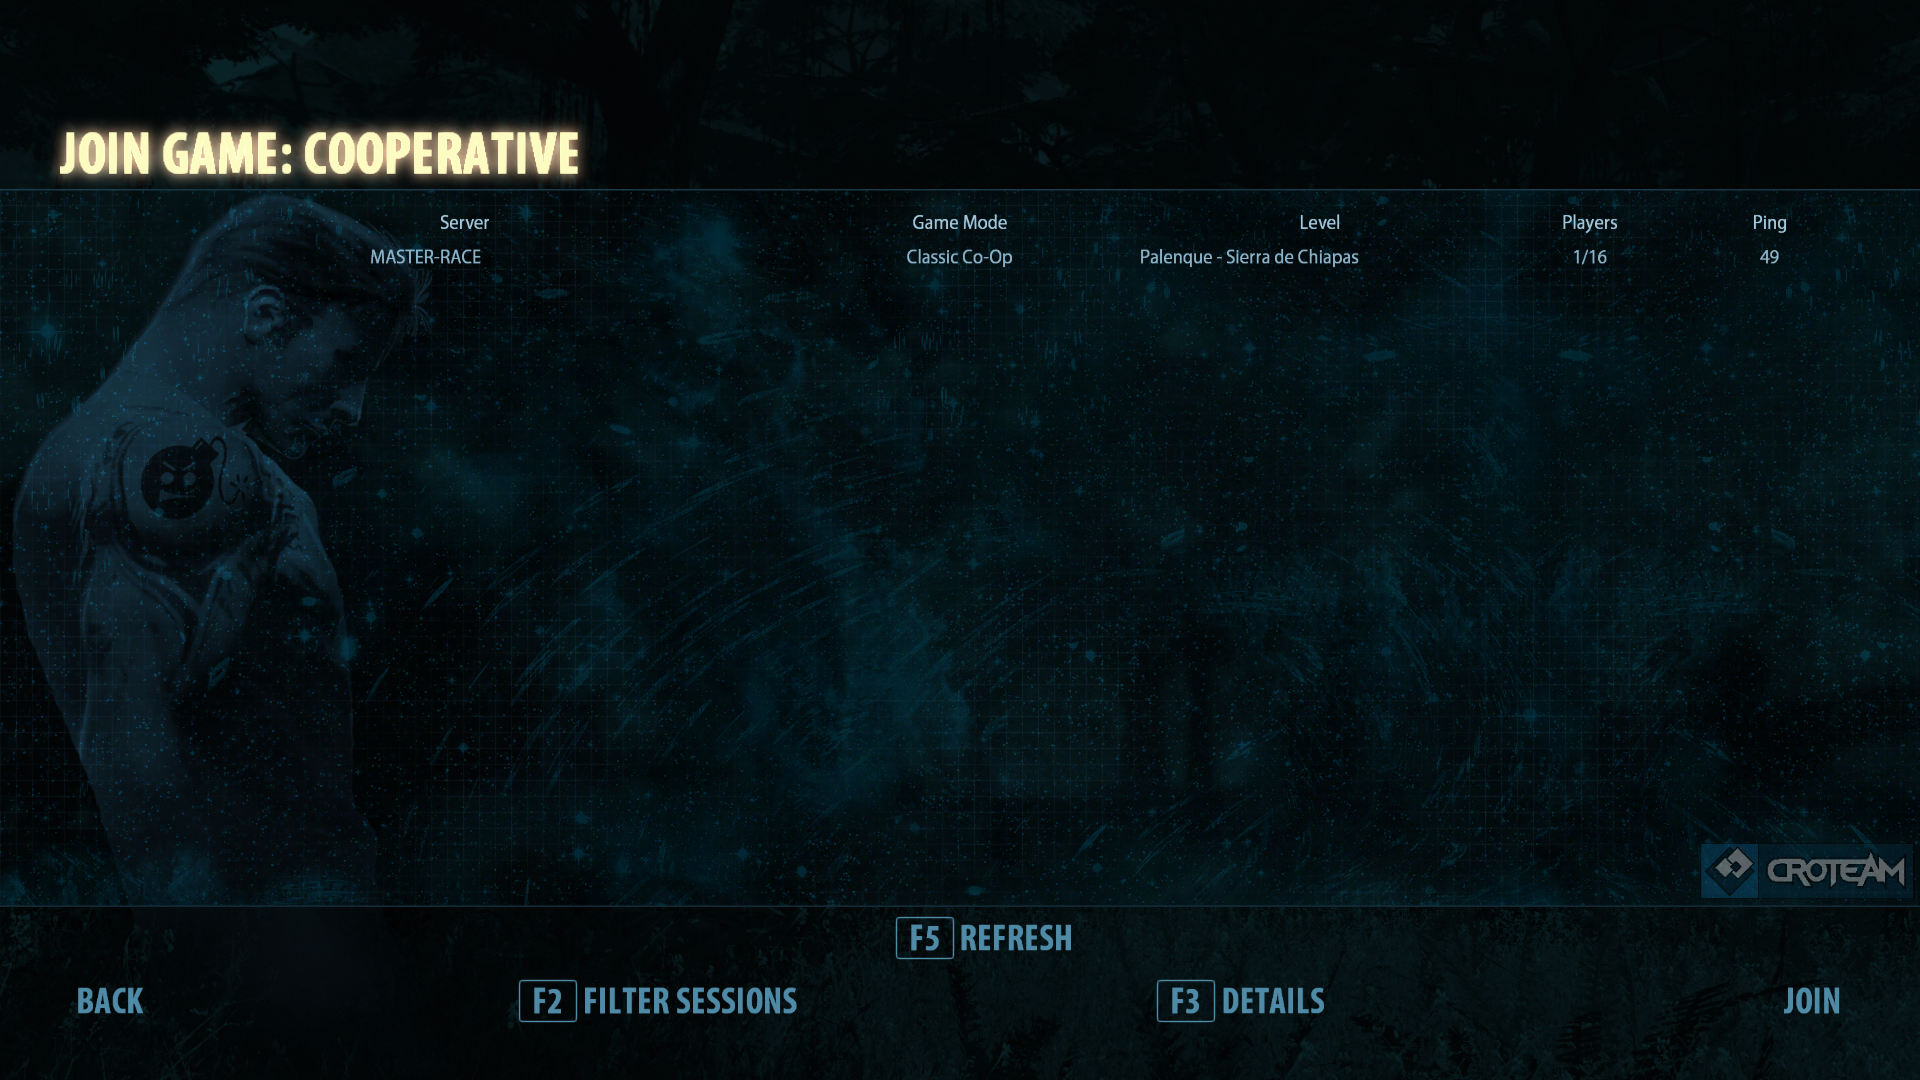 JOIN GAME: COOPERATIVE
Server Game Mode Level Players Ping
MASTER-RACE Classic Co-Op Palenque - Sierra de Chiapas 1/16 49
CROTEAM
F5 REFRESH
BACK F2 FILTER SESSIONS F3 DETAILS JOIN